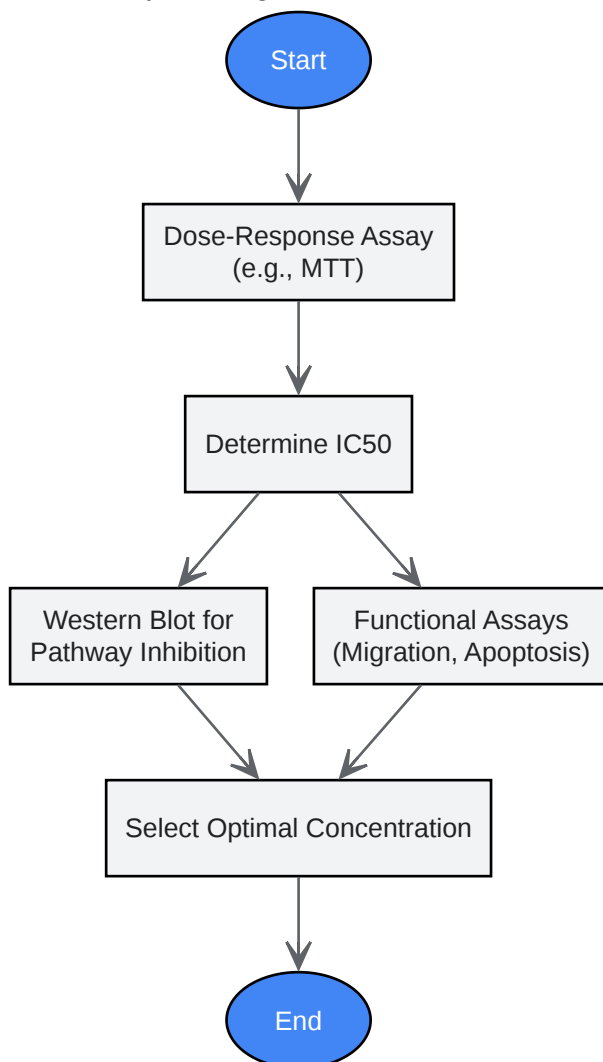 Start
Dose-Response Assay
(e.g., MTT)
Determine IC50
Western Blot for
Pathway Inhibition
Functional Assays
(Migration, Apoptosis)
Select Optimal Concentration
End